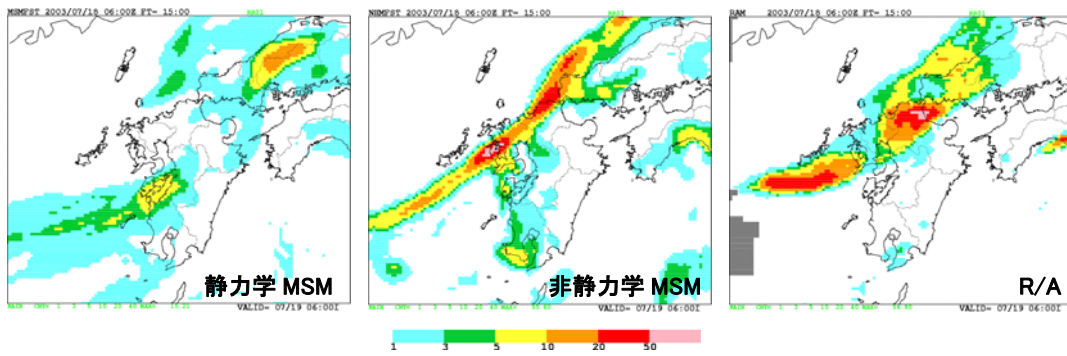 MSMFST 2003/07/18 06:00Z FT= 15:00
静力学 MSM
VALID= 07/19 06:00I
NHMFST 2003/07/18 06:00Z FT= 15:00
非静力学 MSM
VALID= 07/19 06:00I
RAM 2003/07/18 06:00Z FT= 15:00
R/A
VALID= 07/19 06:00I
1 3 5 10 20 50